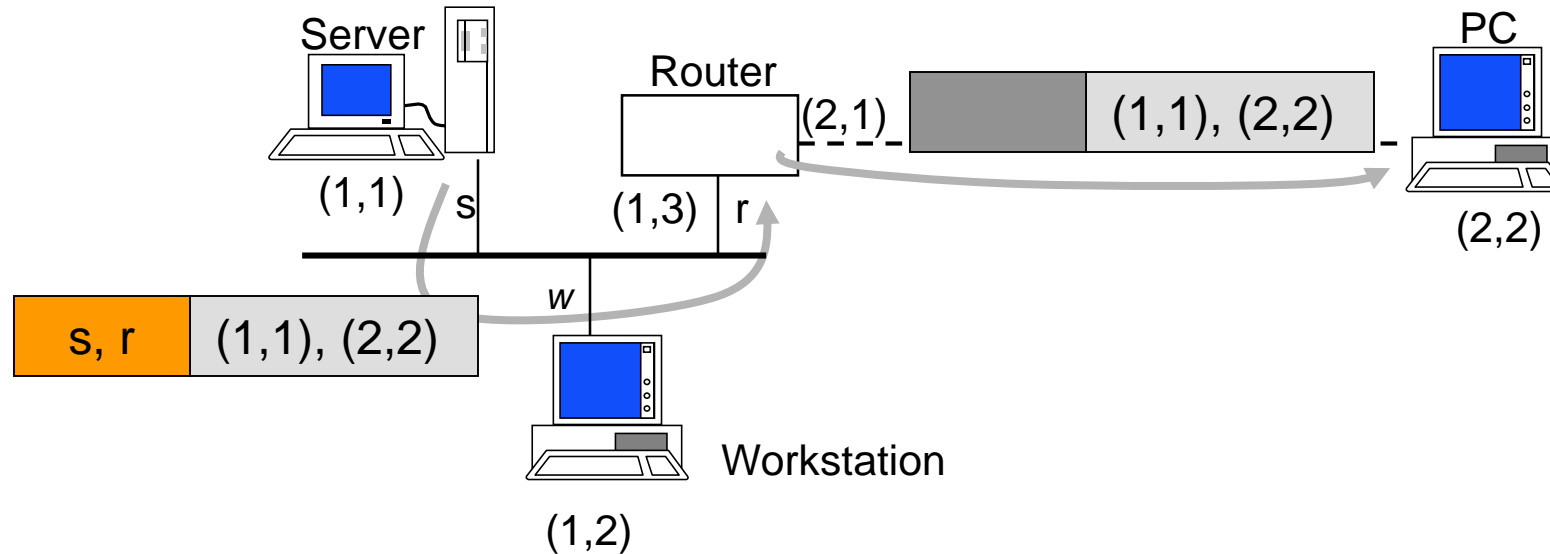 Server
PC
Router
(2,1)
(1,1), (2,2)
(1,1)
s
(1,3)
r
(2,2)
w
s, r
(1,1), (2,2)
Workstation
(1,2)